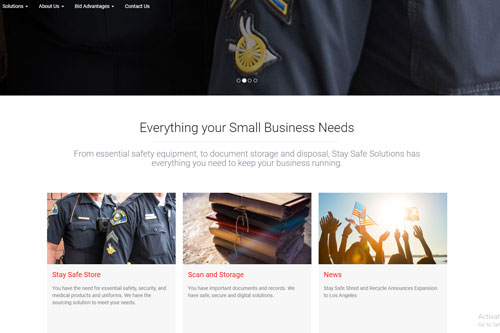 Solutions About Us Bid Advantages Contact Us
Everything your Small Business Needs
From essential safety equipment, to document storage and disposal, Stay Safe Solutions has
everything you need to keep your business running.
Stay Safe Store
You have the need for essential safety, security, and
medical products and uniforms. We have the
sourcing solution to meet your needs.
Scan and Storage
You have important documents and records. We
have safe, secure and digital solutions.
News
Stay Safe Shred and Recycle Announces Expansion
to Los Angeles
Activat
Go to Set